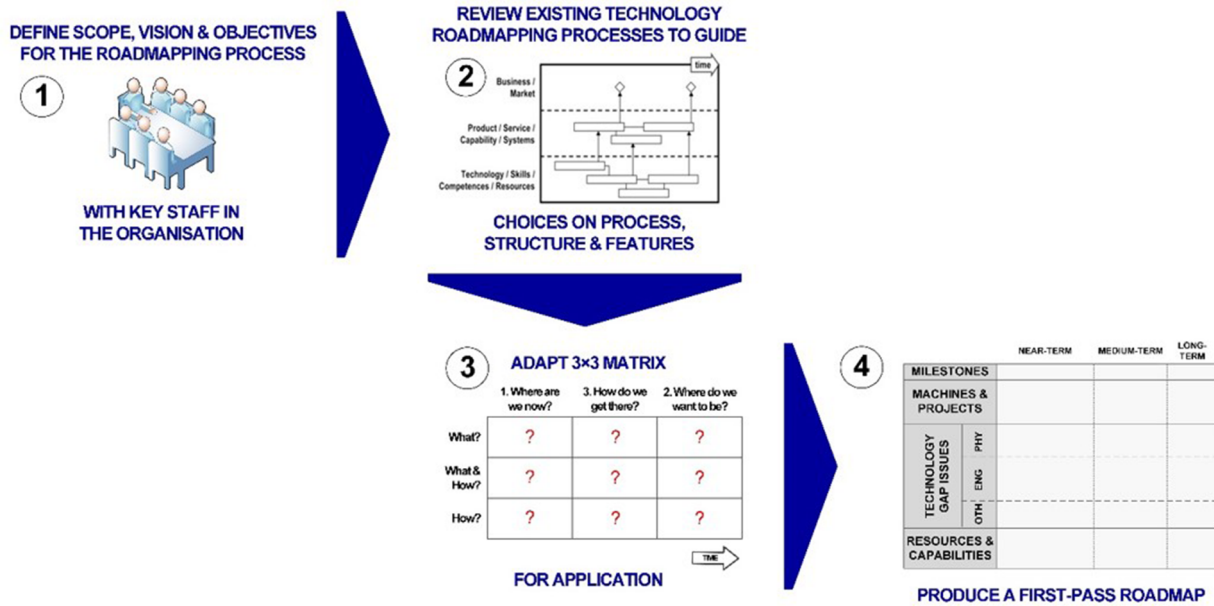 DEFINE SCOPE, VISION & OBJECTIVES
FOR THE ROADMAPPING PROCESS
1
WITH KEY STAFF IN
THE ORGANISATION
REVIEW EXISTING TECHNOLOGY
ROADMAPPING PROCESSES TO GUIDE
2
time
Business /
Market
Product / Service /
Capability / Systems
Technology / Skills /
Competences / Resources
CHOICES ON PROCESS,
STRUCTURE & FEATURES
3
ADAPT 3×3 MATRIX
1. Where are
we now?
3. How do we
get there?
2. Where do we
want to be?
What?
? ? ?
What &
How?
? ? ?
How?
? ? ?
TIME
FOR APPLICATION
4
NEAR-TERM
MEDIUM-TERM
LONG-
TERM
MILESTONES
MACHINES &
PROJECTS
TECHNOLOGY
GAP ISSUES
PHY
ENG
OTH
RESOURCES &
CAPABILITIES
PRODUCE A FIRST-PASS ROADMAP